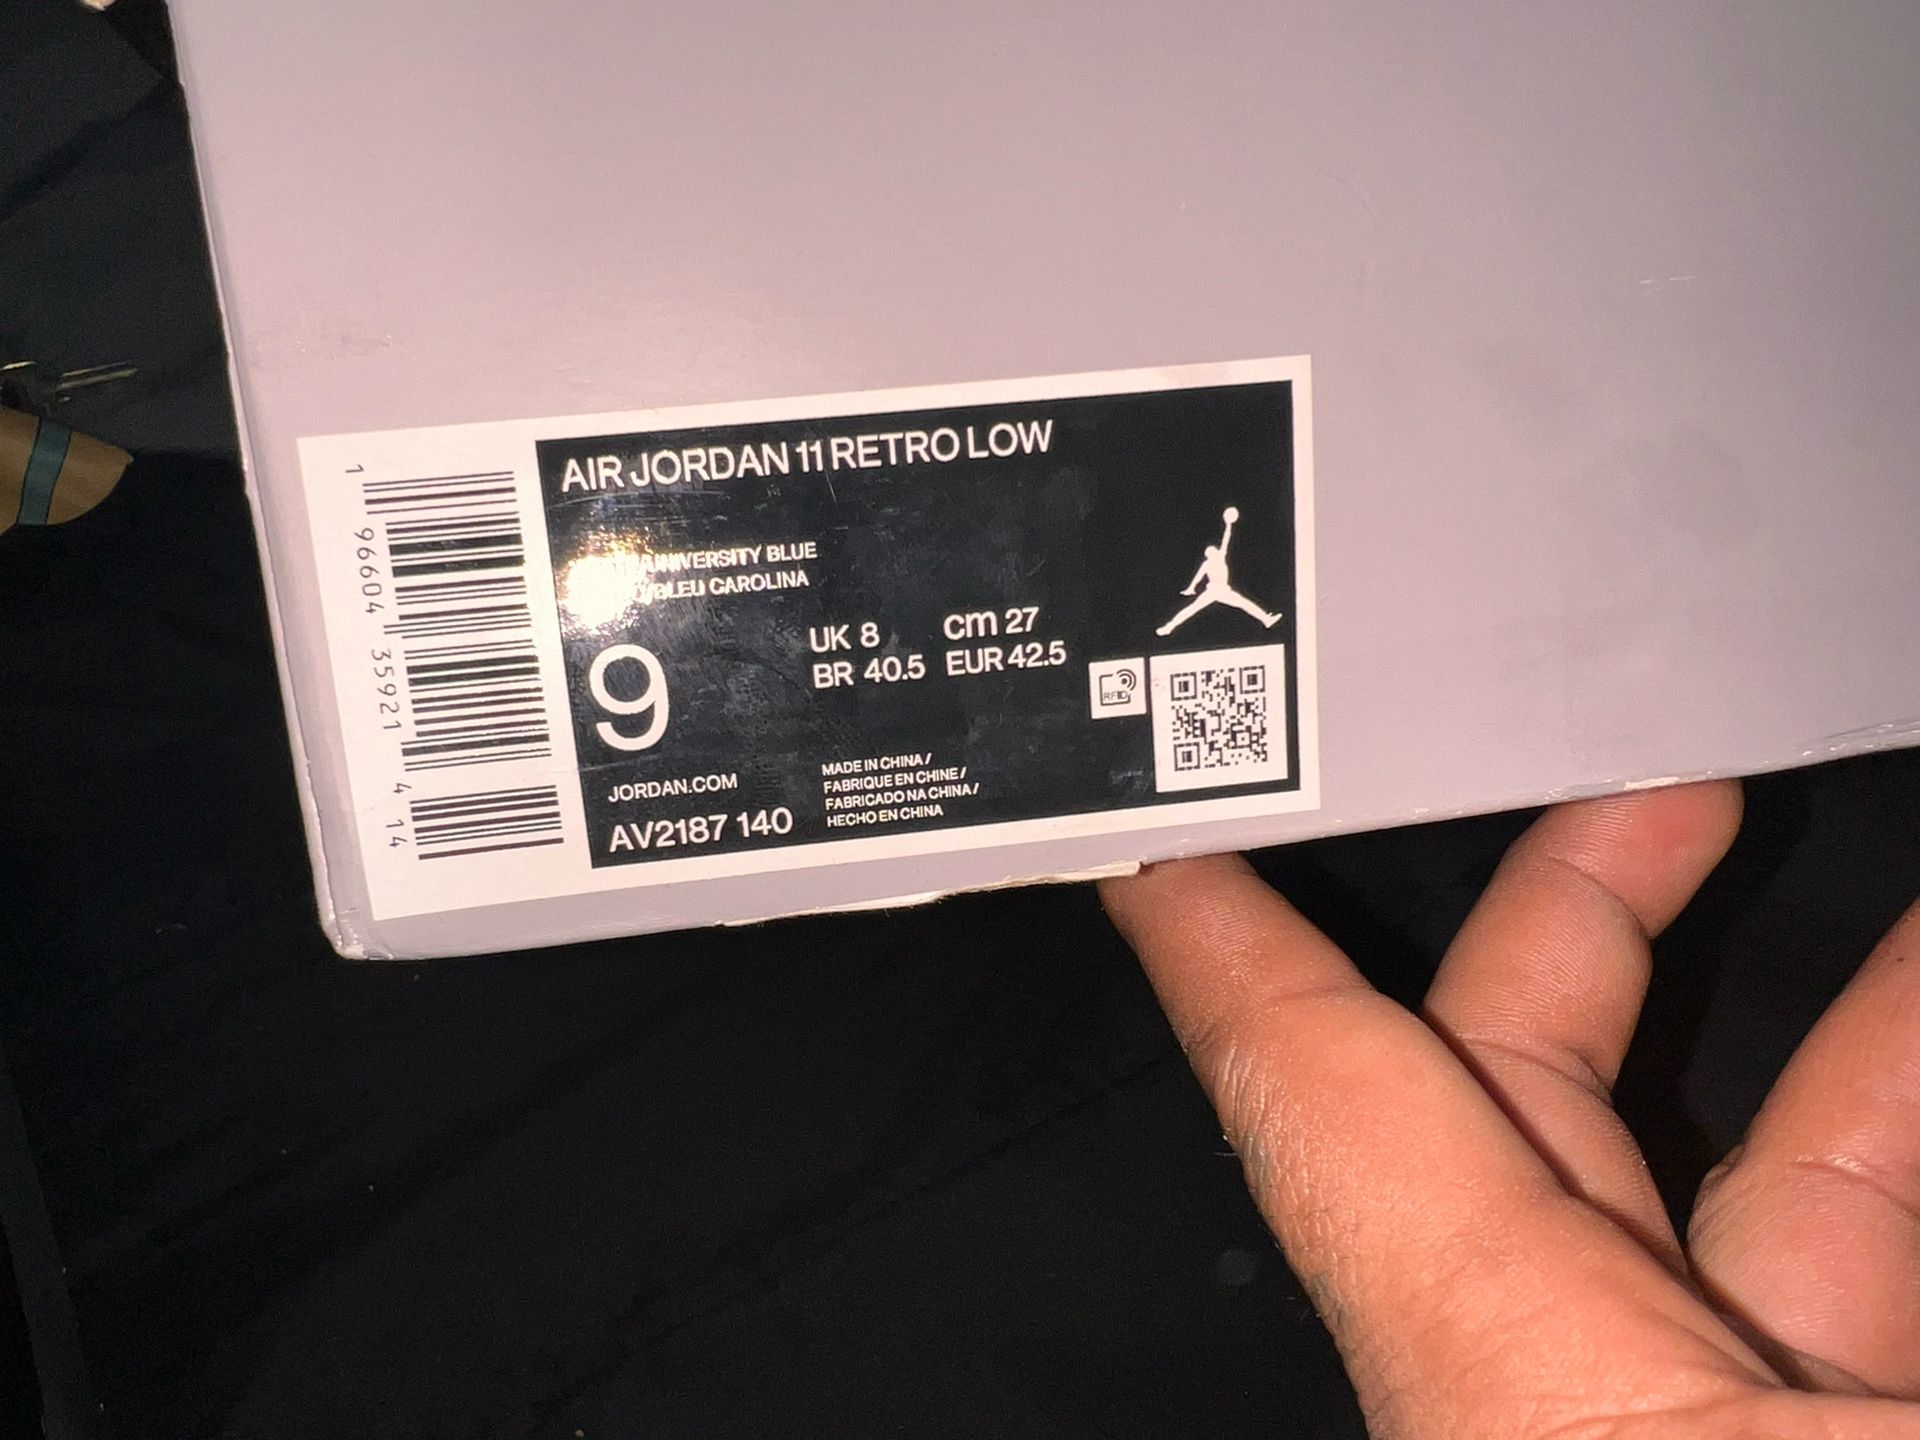 AIR JORDAN 11 RETRO LOW
/UNIVERSITY BLUE
/BLEU CAROLINA
9
UK 8 cm 27
BR 40.5 EUR 42.5
RFID
JORDAN.COM
AV2187 140
MADE IN CHINA /
FABRIQUE EN CHINE /
FABRICADO NA CHINA /
HECHO EN CHINA
1 96604 35921 4 14